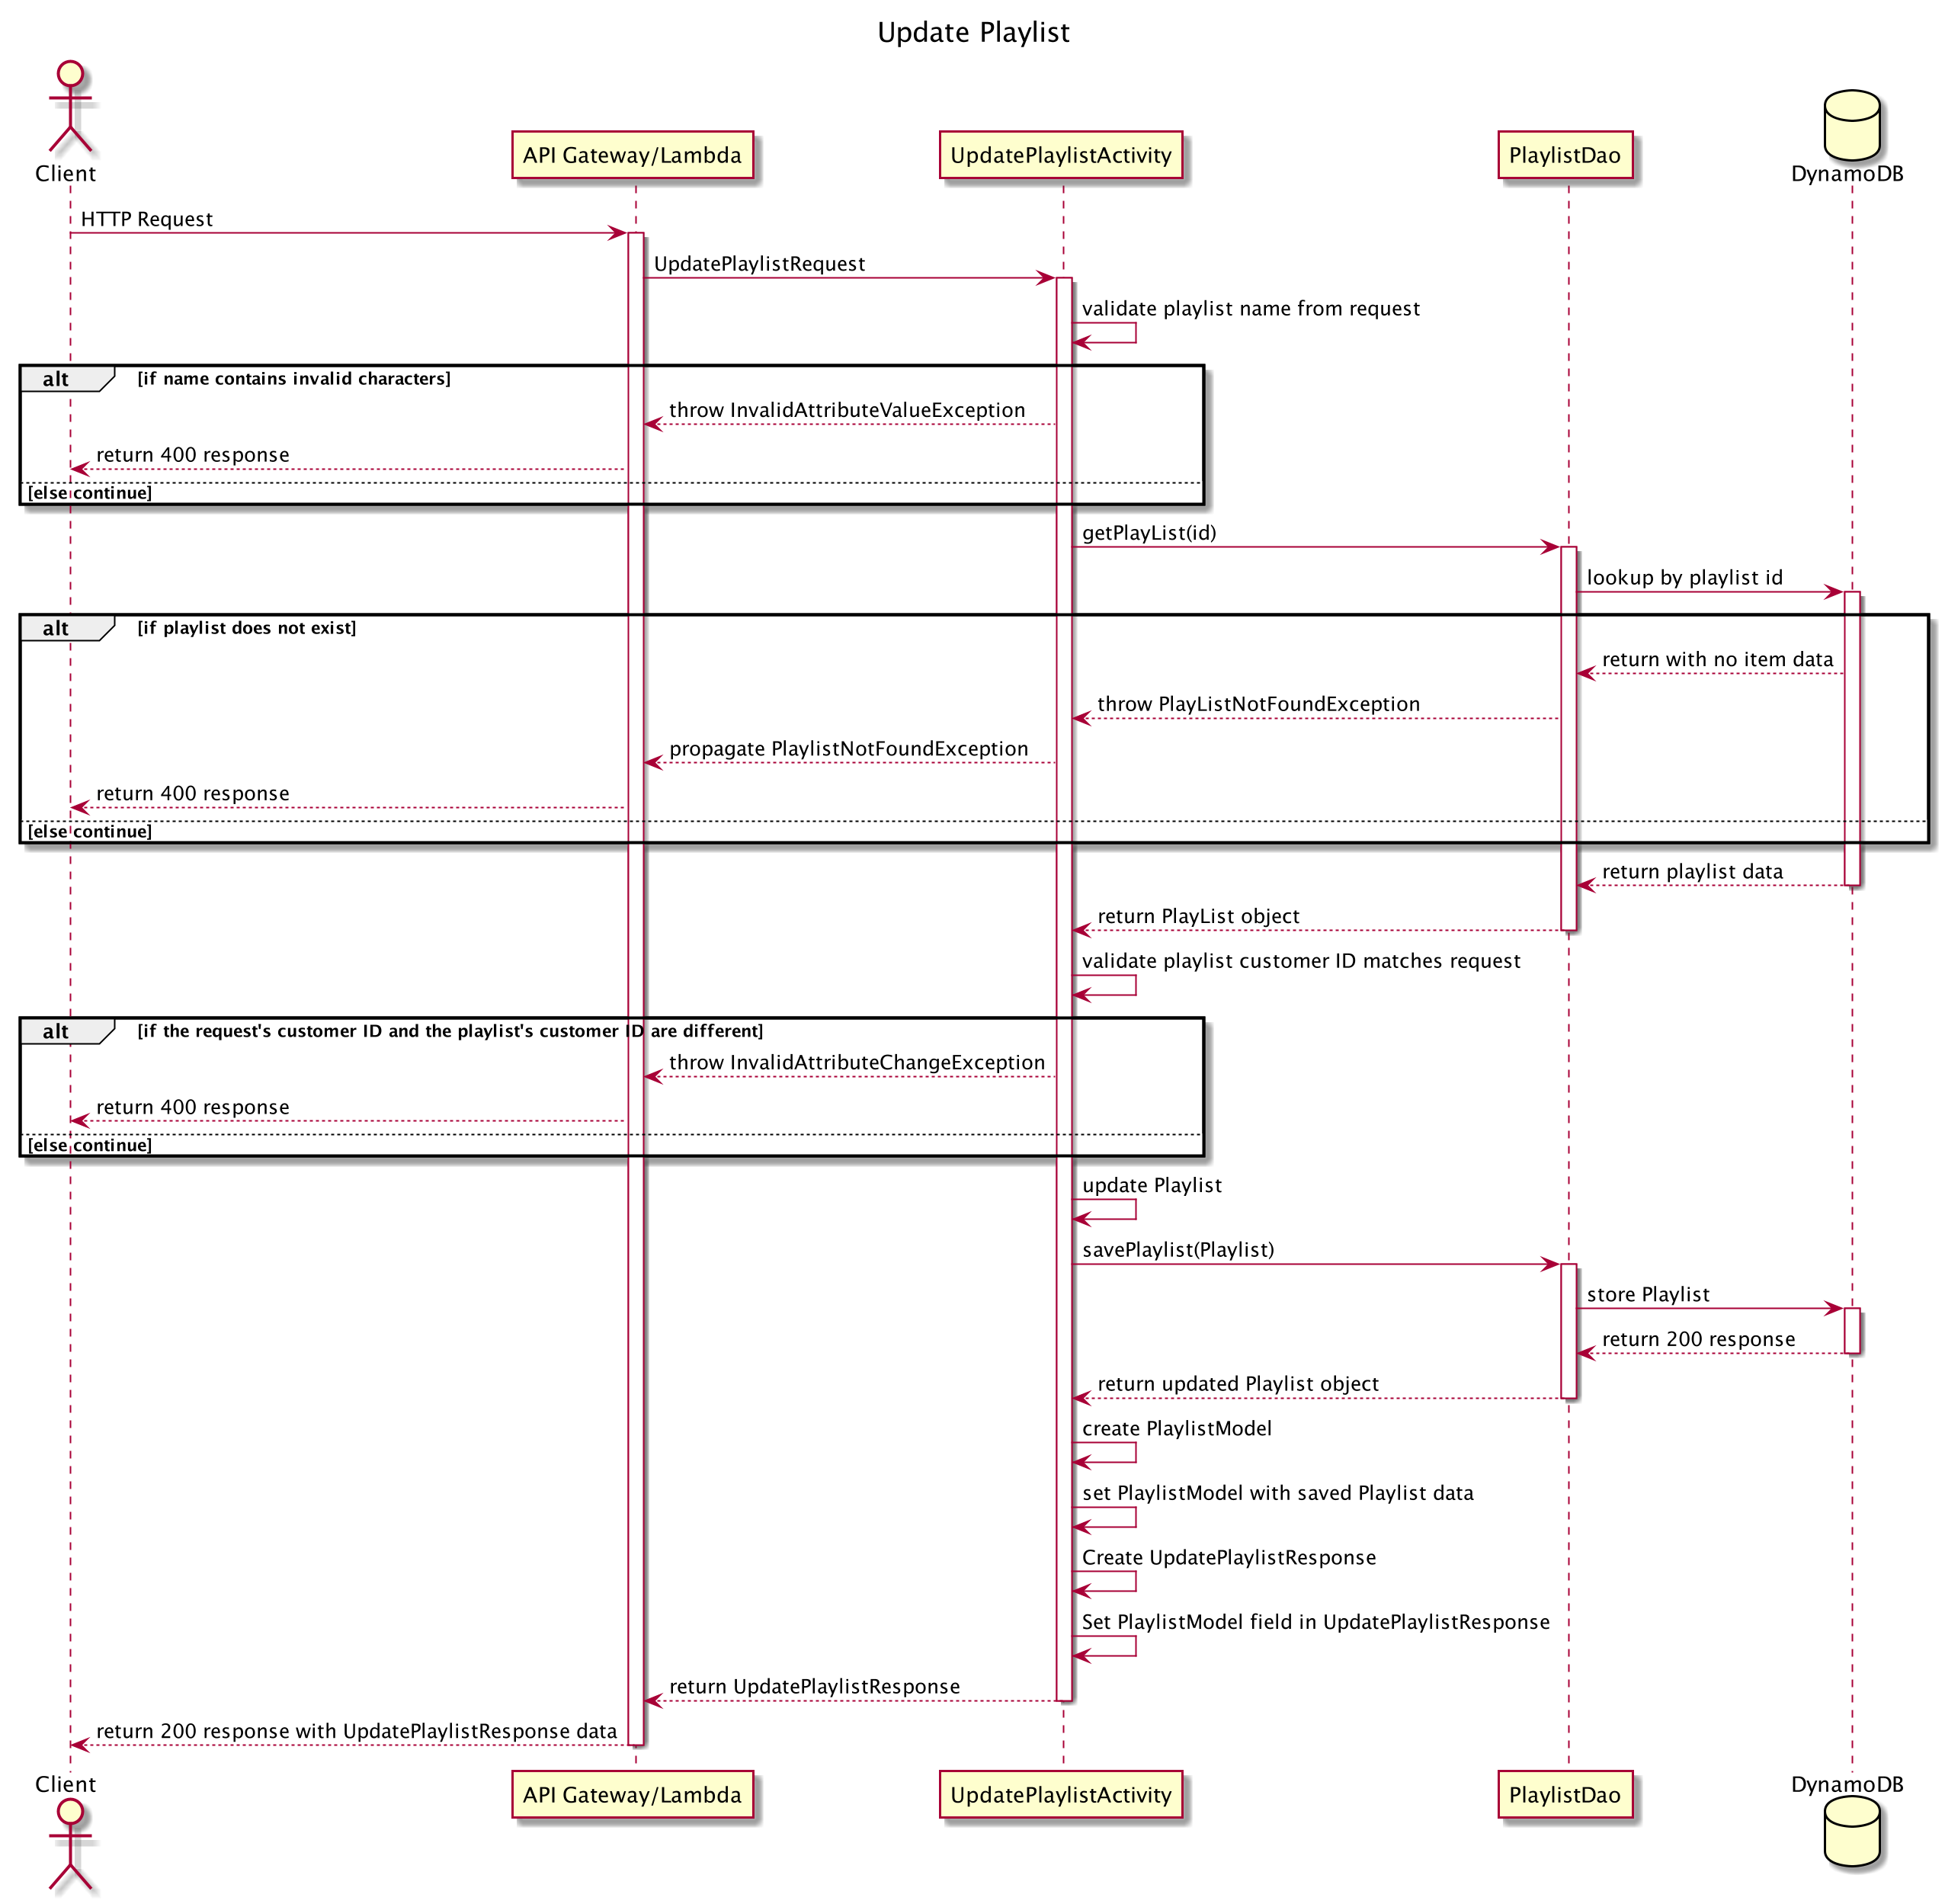 Update Playlist
Client
API Gateway/Lambda
UpdatePlaylistActivity
PlaylistDao
DynamoDB
HTTP Request
UpdatePlaylistRequest
validate playlist name from request
alt [if name contains invalid characters]
throw InvalidAttributeValueException
return 400 response
[else continue]
getPlayList(id)
lookup by playlist id
alt [if playlist does not exist]
return with no item data
throw PlayListNotFoundException
propagate PlaylistNotFoundException
return 400 response
[else continue]
return playlist data
return PlayList object
validate playlist customer ID matches request
alt [if the request's customer ID and the playlist's customer ID are different]
throw InvalidAttributeChangeException
return 400 response
[else continue]
update Playlist
savePlaylist(Playlist)
store Playlist
return 200 response
return updated Playlist object
create PlaylistModel
set PlaylistModel with saved Playlist data
Create UpdatePlaylistResponse
Set PlaylistModel field in UpdatePlaylistResponse
return UpdatePlaylistResponse
return 200 response with UpdatePlaylistResponse data
Client
API Gateway/Lambda
UpdatePlaylistActivity
PlaylistDao
DynamoDB